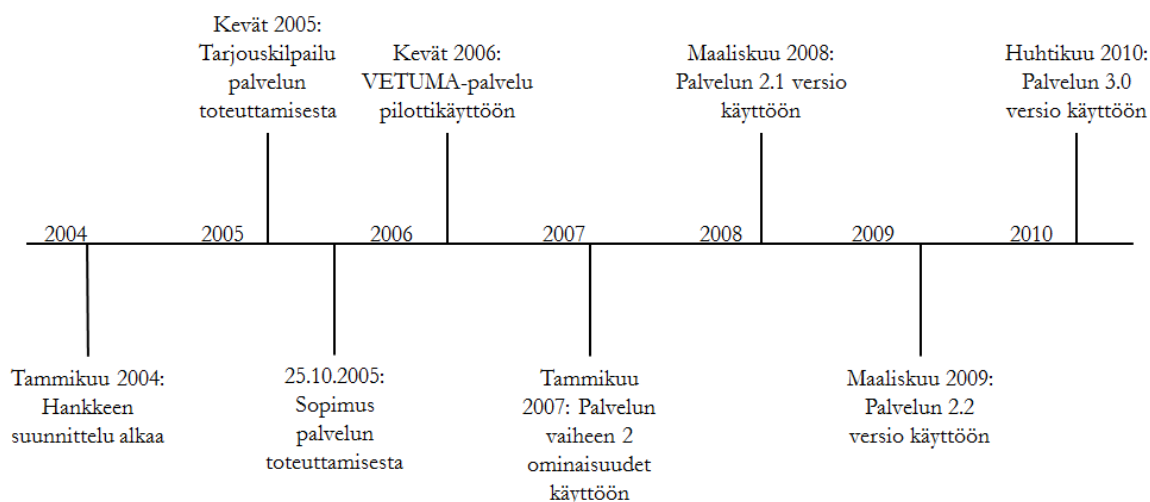 Kevät 2005:
Tarjouskilpailu
palvelun
toteuttamisesta
Kevät 2006:
VETUMA-palvelu
pilottikäyttöön
Maaliskuu 2008:
Palvelun 2.1 versio
käyttöön
Huhtikuu 2010:
Palvelun 3.0
versio käyttöön
2004 2005 2006 2007 2008 2009 2010
Tammikuu 2004:
Hankkeen
suunnittelu alkaa
25.10.2005:
Sopimus
palvelun
toteuttamisesta
Tammikuu
2007: Palvelun
vaiheen 2
ominaisuudet
käyttöön
Maaliskuu 2009:
Palvelun 2.2
versio käyttöön